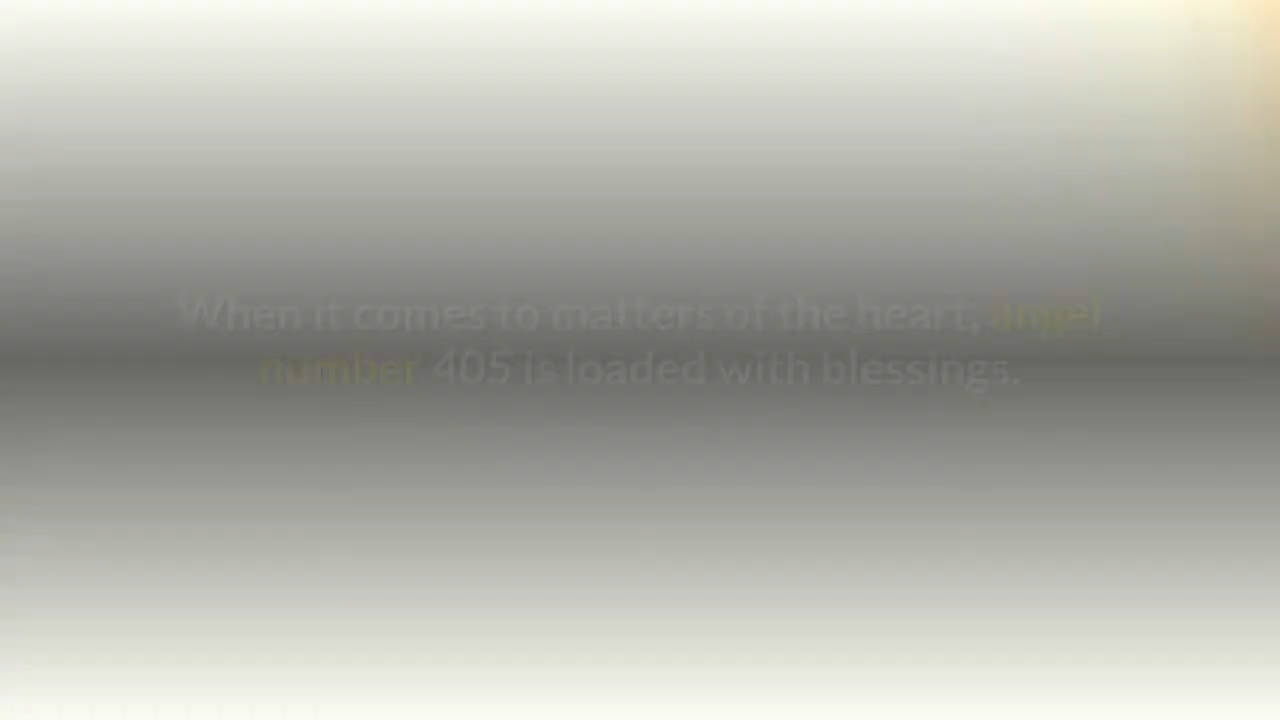 When it comes to matters of the heart, angel
number 405 is loaded with blessings.